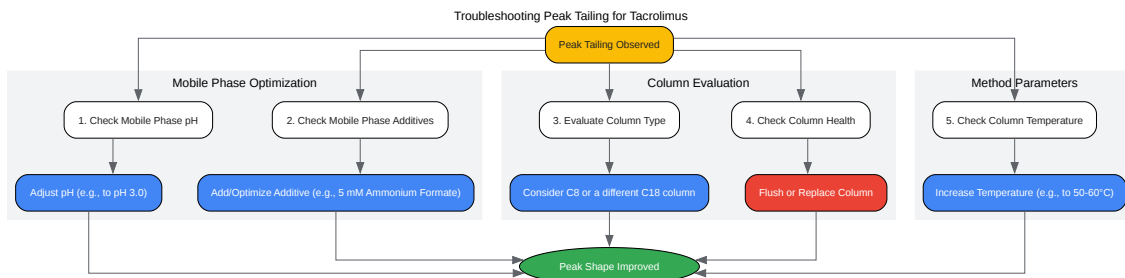 Troubleshooting Peak Tailing for Tacrolimus
Peak Tailing Observed
Mobile Phase Optimization
Column Evaluation
Method Parameters
1. Check Mobile Phase pH
2. Check Mobile Phase Additives
3. Evaluate Column Type
4. Check Column Health
5. Check Column Temperature
Adjust pH (e.g., to pH 3.0)
Add/Optimize Additive (e.g., 5 mM Ammonium Formate)
Consider C8 or a different C18 column
Flush or Replace Column
Increase Temperature (e.g., to 50-60°C)
Peak Shape Improved